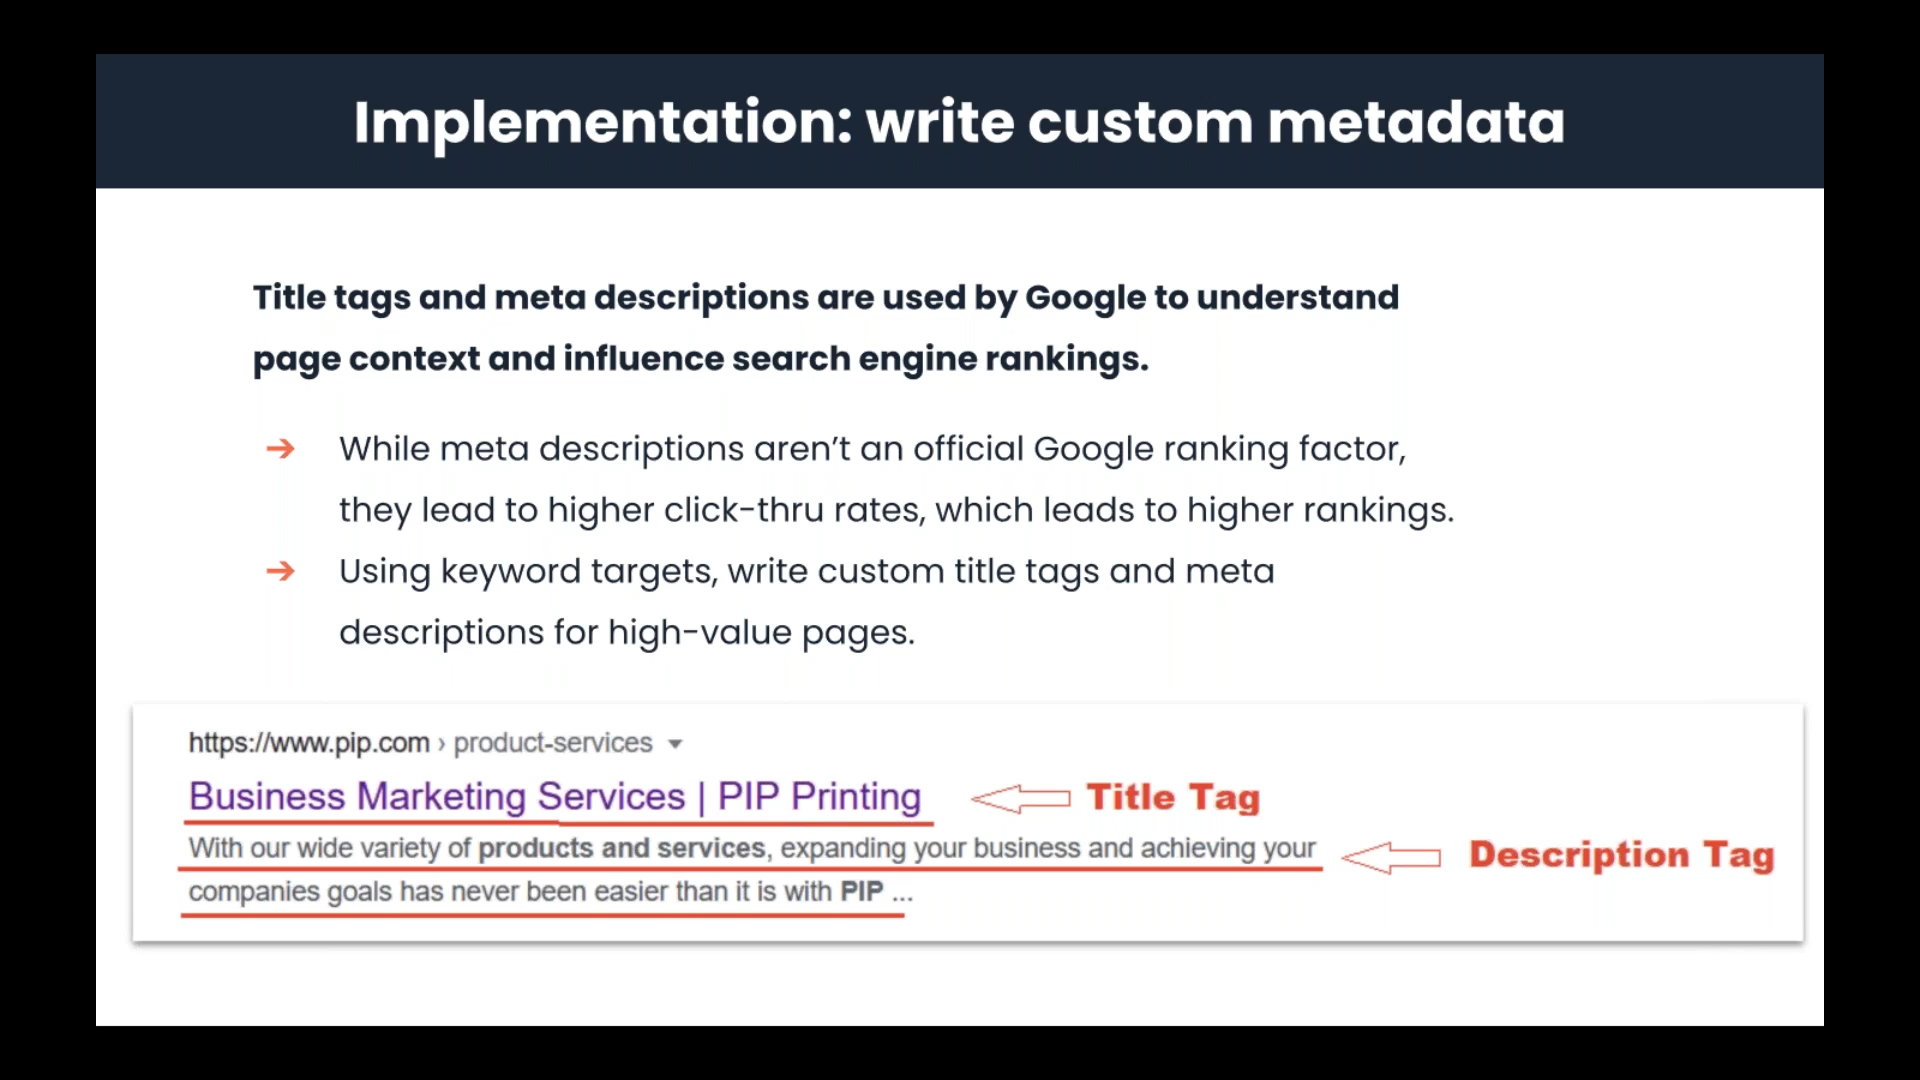 Implementation: write custom metadata
Title tags and meta descriptions are used by Google to understand
page context and influence search engine rankings.
➔ While meta descriptions aren’t an official Google ranking factor,
they lead to higher click-thru rates, which leads to higher rankings.
➔ Using keyword targets, write custom title tags and meta
descriptions for high-value pages.
https://www.pip.com › product-services
Business Marketing Services | PIP Printing
Title Tag
With our wide variety of products and services, expanding your business and achieving your
Description Tag
companies goals has never been easier than it is with PIP ...